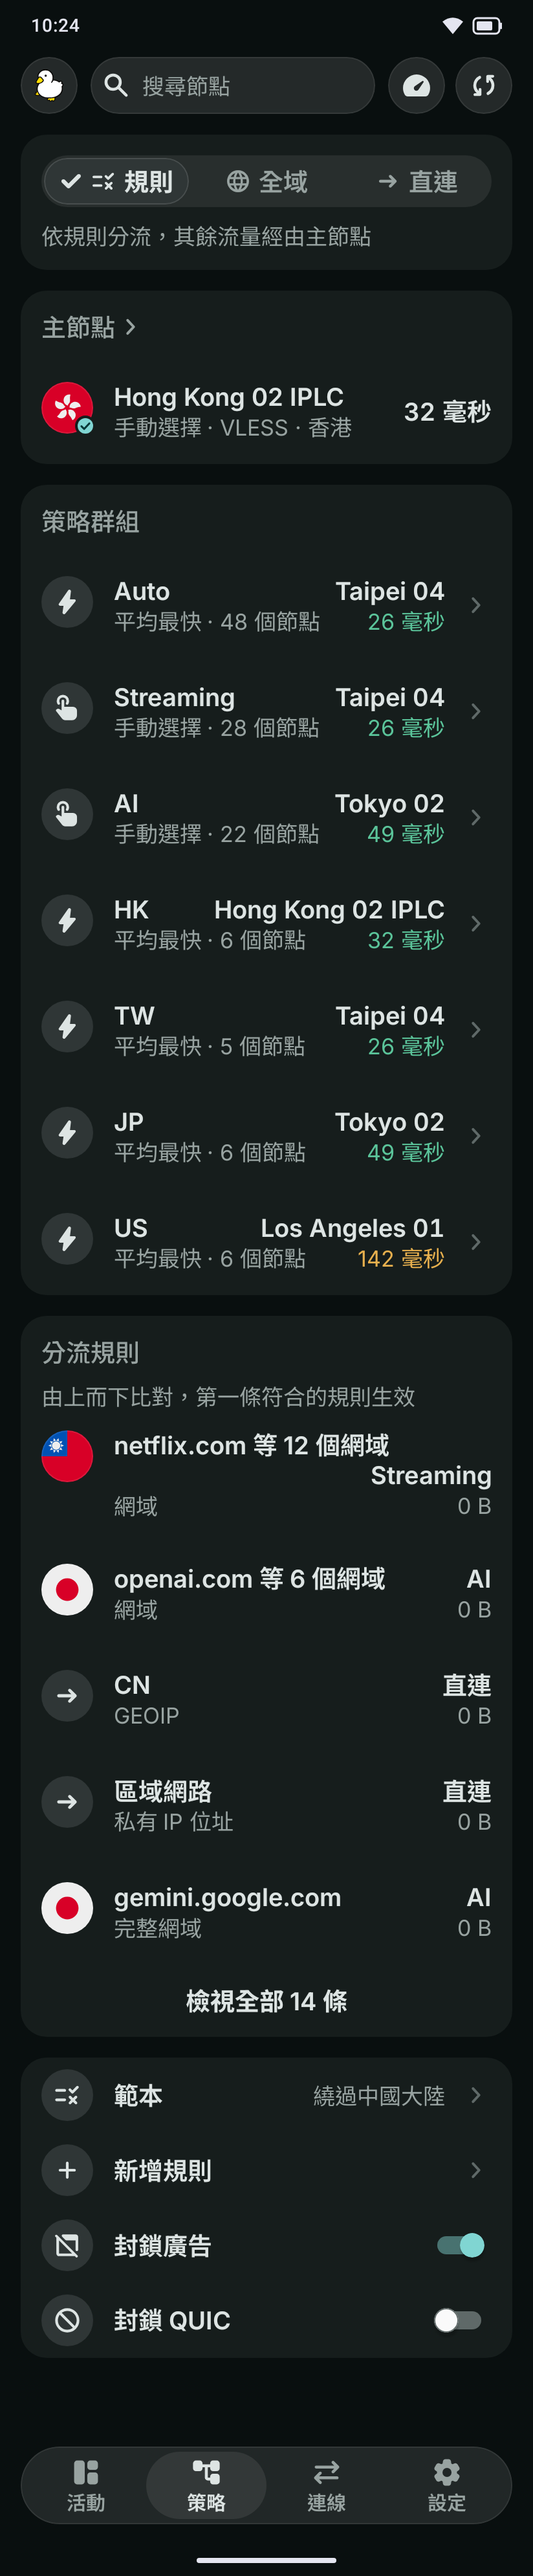 10:24
搜尋節點
規則
全域
直連
依規則分流，其餘流量經由主節點
主節點
Hong Kong 02 IPLC
32 毫秒
手動選擇 · VLESS · 香港
策略群組
Auto
Taipei 04
平均最快 · 48 個節點
26 毫秒
Streaming
Taipei 04
手動選擇 · 28 個節點
26 毫秒
AI
Tokyo 02
手動選擇 · 22 個節點
49 毫秒
HK
Hong Kong 02 IPLC
平均最快 · 6 個節點
32 毫秒
TW
Taipei 04
平均最快 · 5 個節點
26 毫秒
JP
Tokyo 02
平均最快 · 6 個節點
49 毫秒
US
Los Angeles 01
平均最快 · 6 個節點
142 毫秒
分流規則
由上而下比對，第一條符合的規則生效
netflix.com 等 12 個網域
Streaming
網域
0 B
openai.com 等 6 個網域
AI
網域
0 B
CN
直連
GEOIP
0 B
區域網路
直連
私有 IP 位址
0 B
gemini.google.com
AI
完整網域
0 B
檢視全部 14 條
範本
繞過中國大陸
新增規則
封鎖廣告
封鎖 QUIC
活動
策略
連線
設定